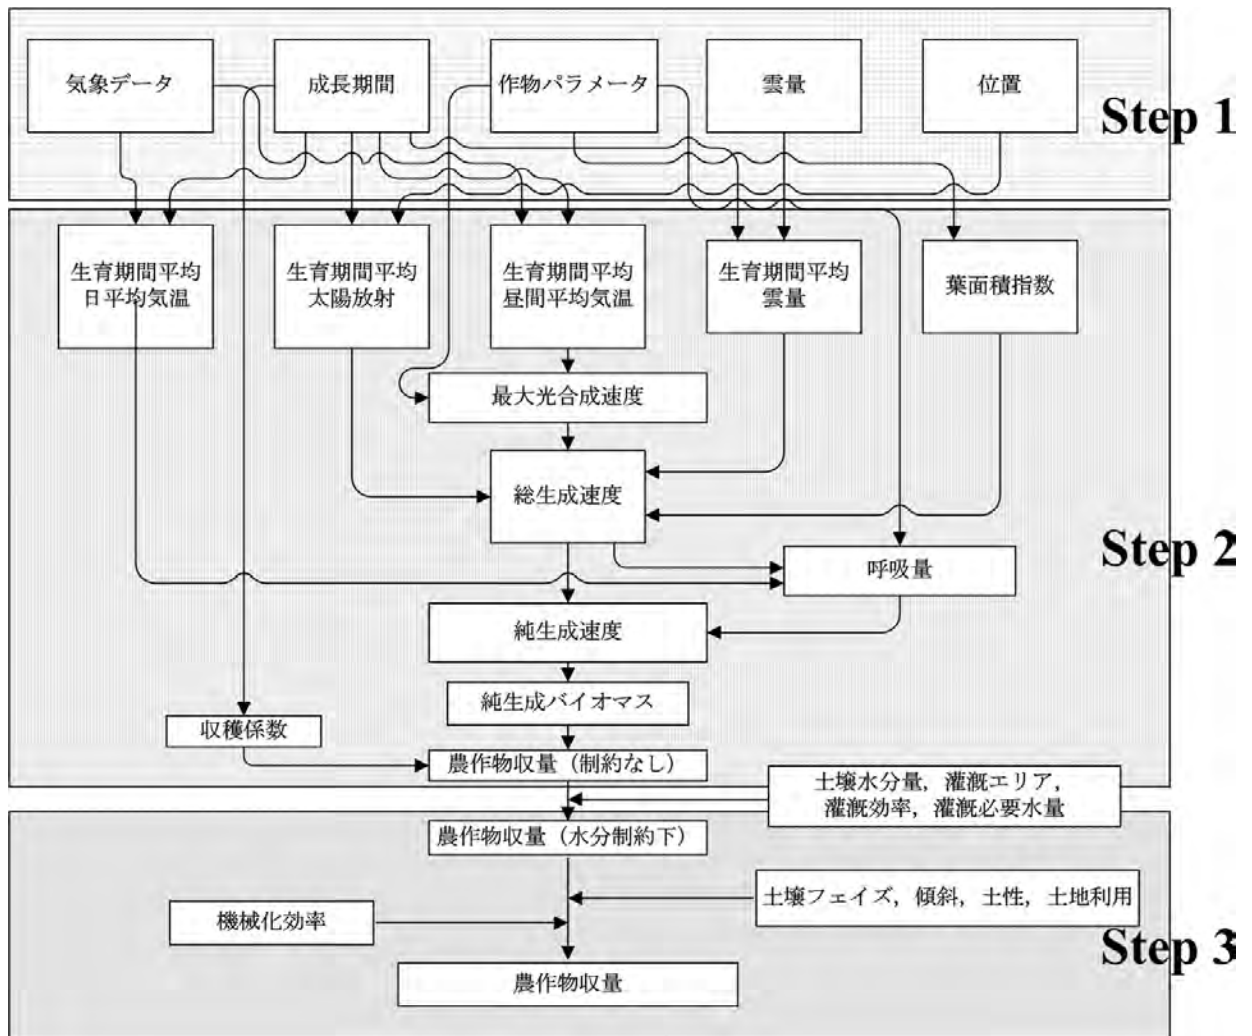 気象データ
成長期間
作物パラメータ
雲量
位置
Step 1
生育期間平均
日平均気温
生育期間平均
太陽放射
生育期間平均
昼間平均気温
生育期間平均
雲量
葉面積指数
最大光合成速度
総生成速度
Step 2
呼吸量
純生成速度
純生成バイオマス
収穫係数
農作物収量（制約なし）
土壌水分量，灌漑エリア，
灌漑効率，灌漑必要水量
農作物収量（水分制約下）
土壌フェイズ，傾斜，土性，土地利用
機械化効率
Step 3
農作物収量